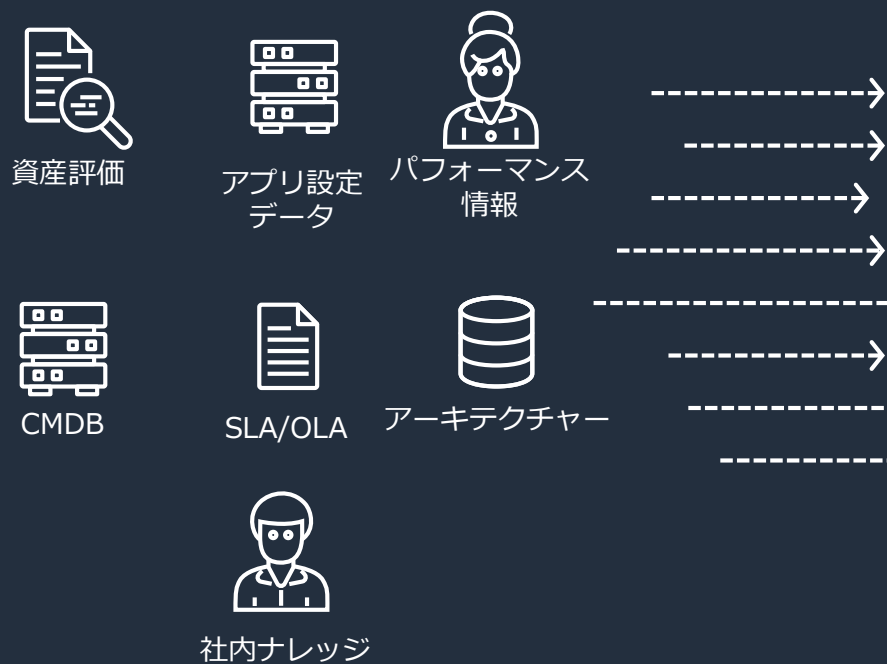 資産評価
アプリ設定
データ
パフォーマンス
情報
CMDB
SLA/OLA
アーキテクチャー
社内ナレッジ